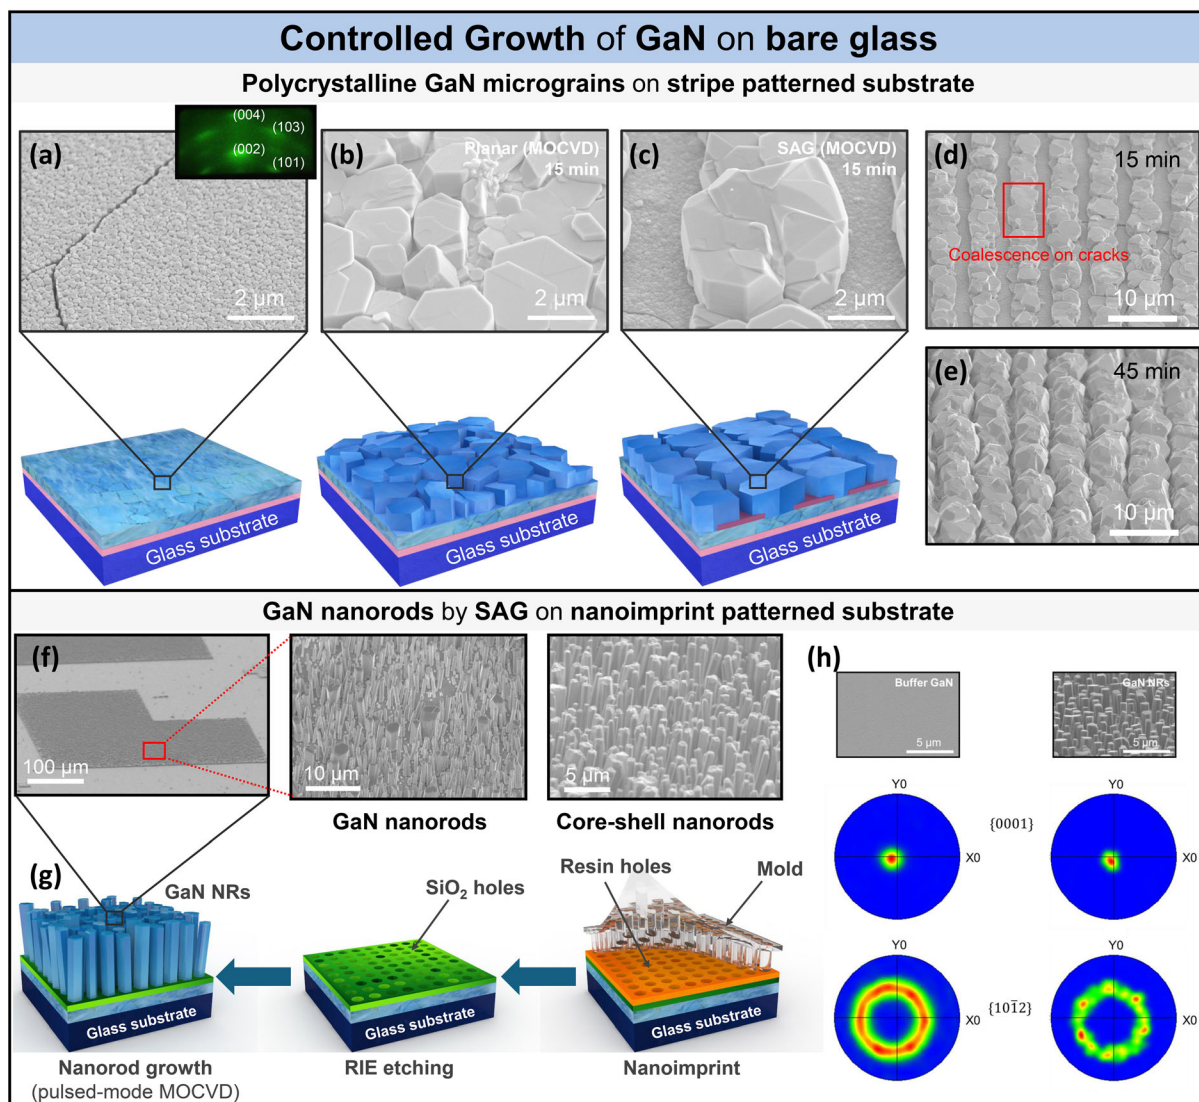 Controlled Growth of GaN on bare glass
Polycrystalline GaN micrograins on stripe patterned substrate
(a)
(004)
(103)
(002)
(101)
2 µm
(b)
Planar (MOCVD)
15 min
2 µm
(c)
SAG (MOCVD)
15 min
2 µm
(d)
15 min
Coalescence on cracks
10 µm
(e)
45 min
10 µm
Glass substrate
Glass substrate
Glass substrate
GaN nanorods by SAG on nanoimprint patterned substrate
(f)
100 µm
10 µm
GaN nanorods
5 µm
Core-shell nanorods
(g)
GaN NRs
Glass substrate
Nanorod growth
(pulsed-mode MOCVD)
SiO₂ holes
Glass substrate
RIE etching
Resin holes
Mold
Glass substrate
Nanoimprint
(h)
Buffer GaN
5 µm
GaN NRs
5 µm
Y0
X0
{0001}
Y0
X0
Y0
X0
{101̄2}
Y0
X0